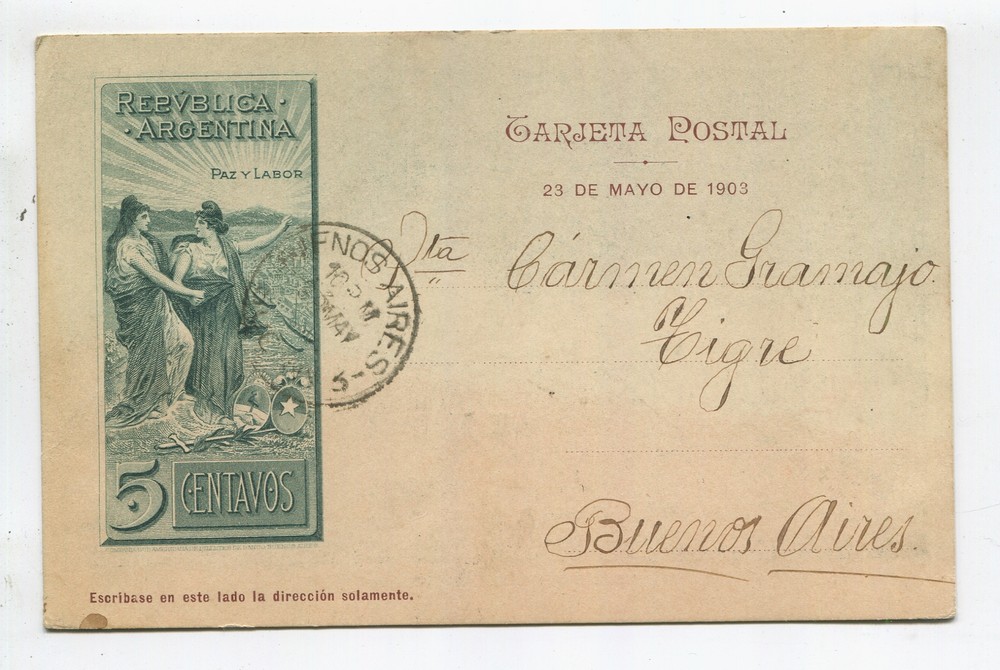 REPVBLICA ·
· ARGENTINA
PAZ Y LABOR
5 CENTAVOS
TARJETA POSTAL
23 DE MAYO DE 1903
BUENOS AIRES
MAY
Cármen Gramajo.
Tigre
Buenos Aires.
Escríbase en este lado la dirección solamente.